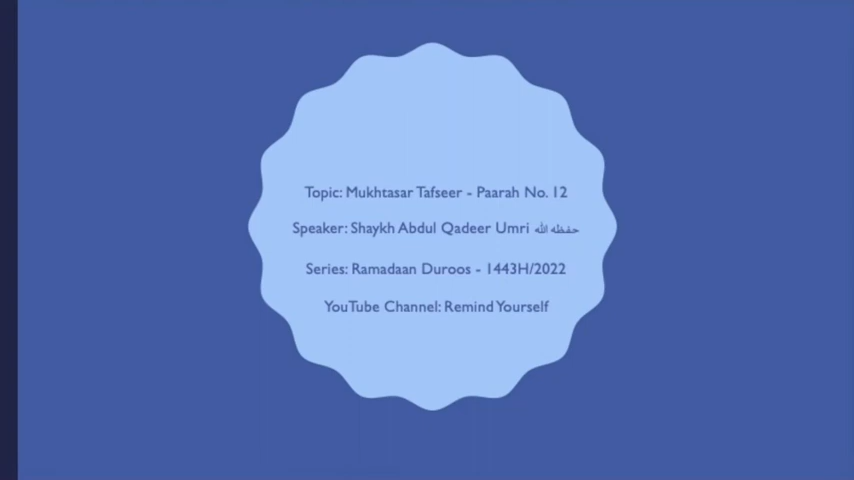 Topic: Mukhtasar Tafseer - Paarah No. 12
Speaker: Shaykh Abdul Qadeer Umri حفظه الله
Series: Ramadaan Duroos - 1443H/2022
YouTube Channel: Remind Yourself